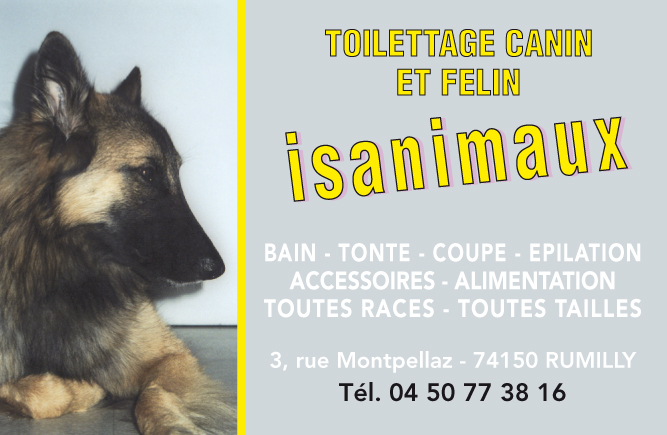 TOILETTAGE CANIN
ET FELIN
isanimaux
BAIN - TONTE - COUPE - EPILATION
ACCESSOIRES - ALIMENTATION
TOUTES RACES - TOUTES TAILLES
3, rue Montpellaz - 74150 RUMILLY
Tél. 04 50 77 38 16